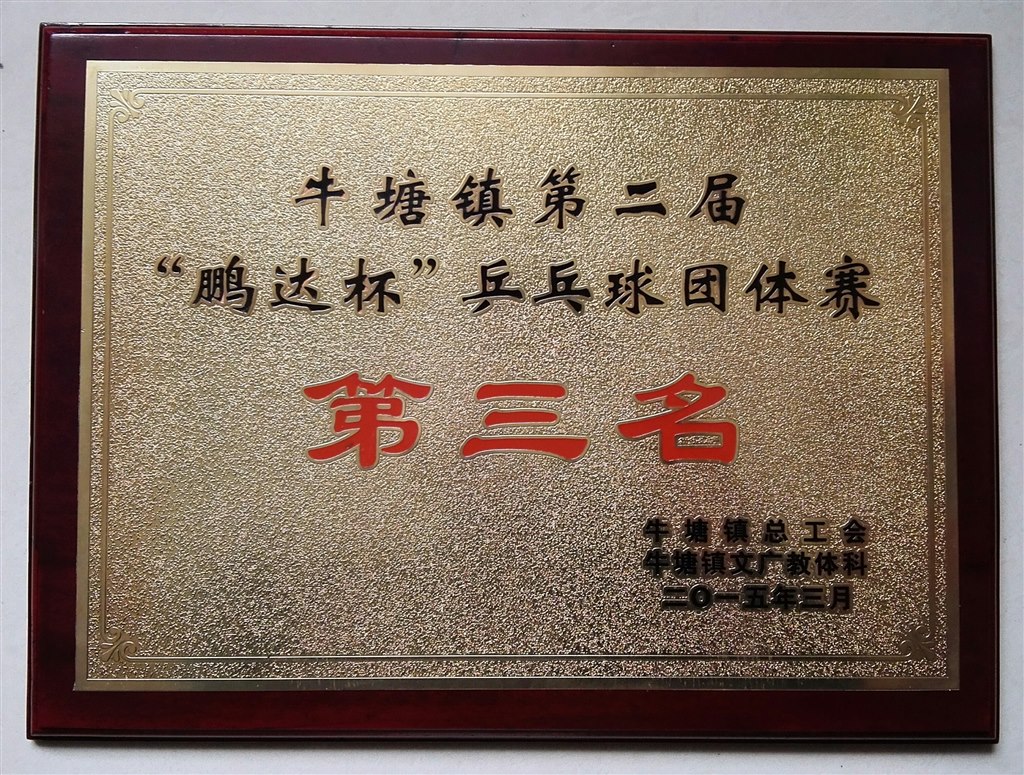 牛塘镇第二届
“鹏达杯”乒乓球团体赛
第三名
牛塘镇总工会
牛塘镇文广教体科
二〇一五年三月